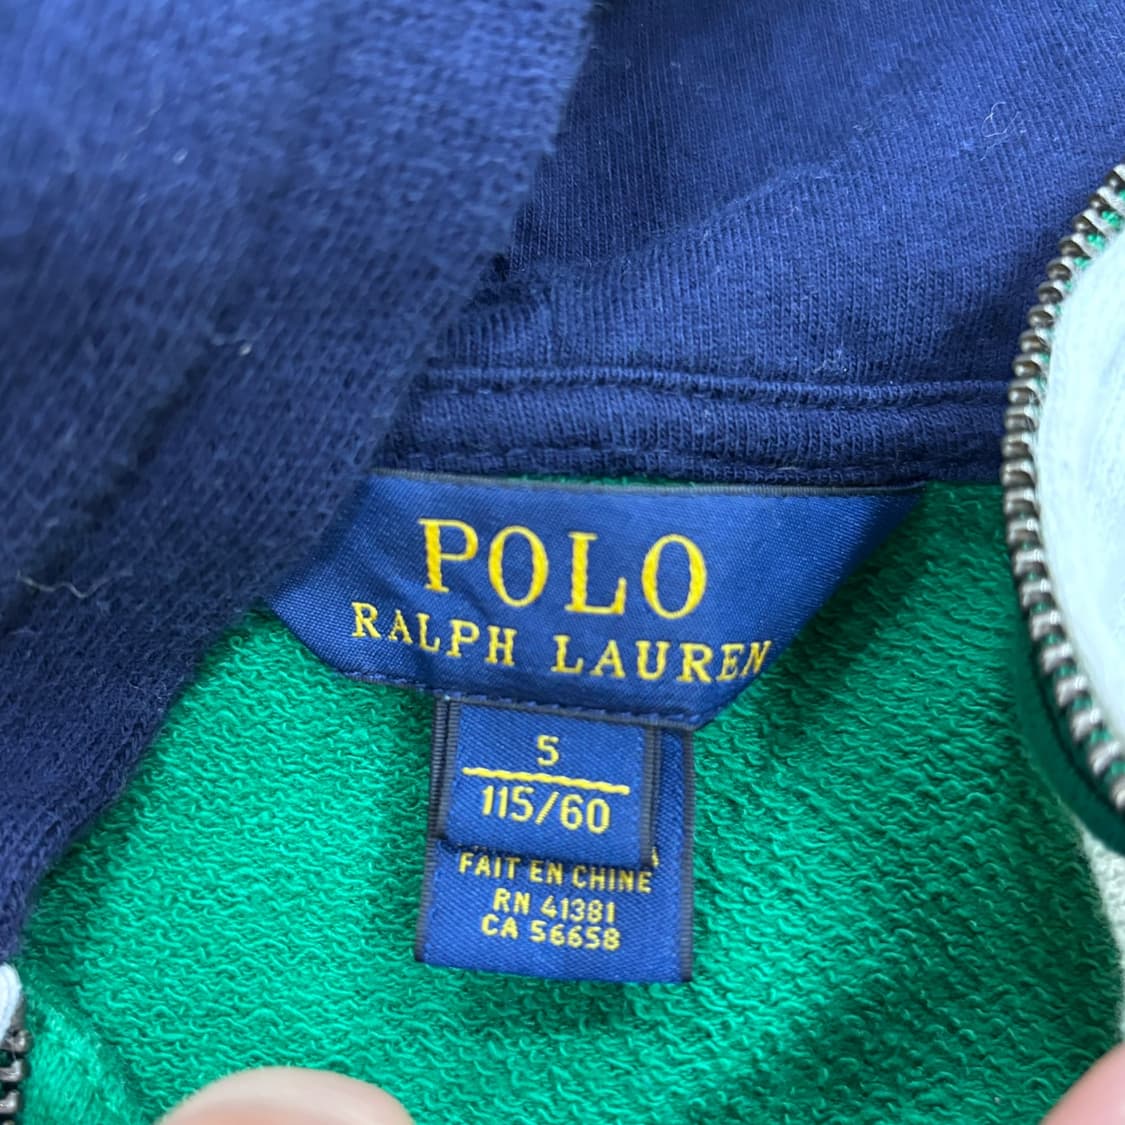 POLO
RALPH LAUREN
5
115/60
FAIT EN CHINE
RN 41381
CA 56658